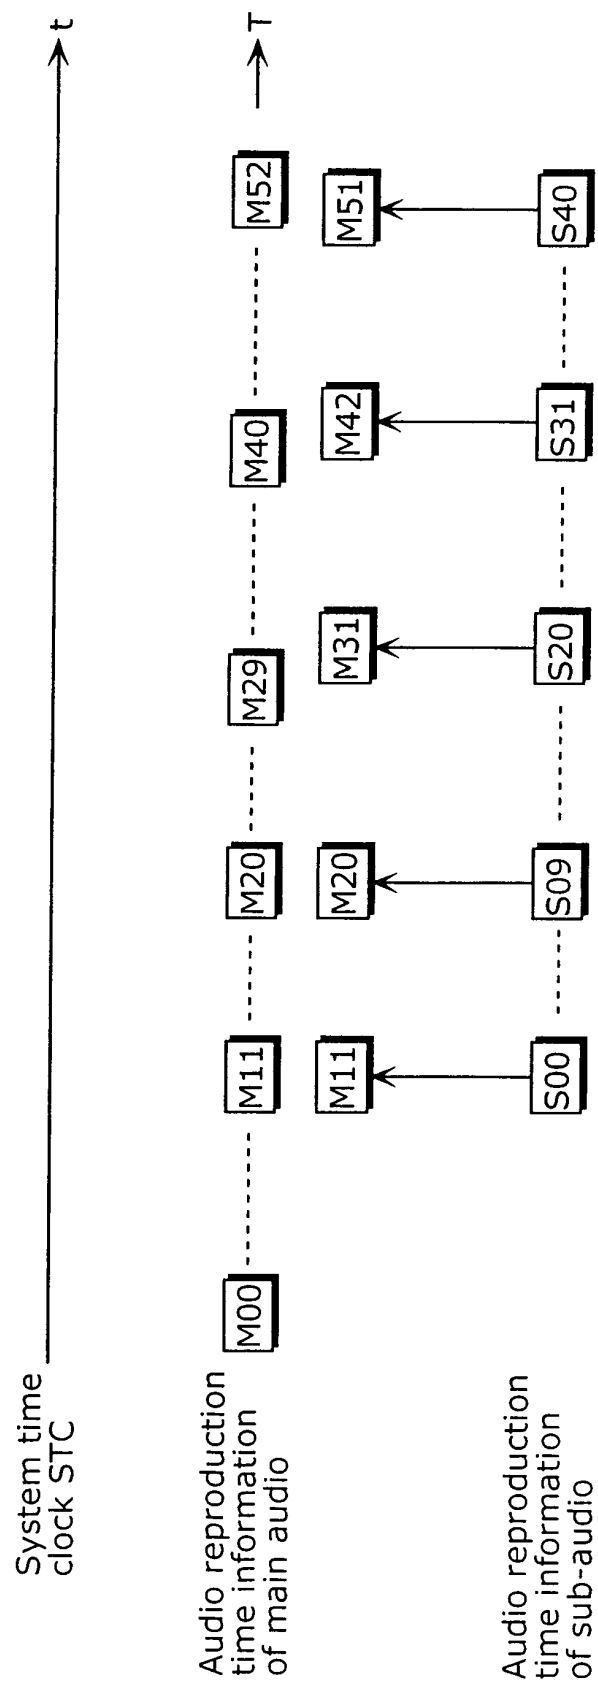 System time
clock STC
t
Audio reproduction
time information
of main audio
M00
M11
M20
M29
M40
M52
T
M11
M20
M31
M42
M51
Audio reproduction
time information
of sub-audio
S00
S09
S20
S31
S40